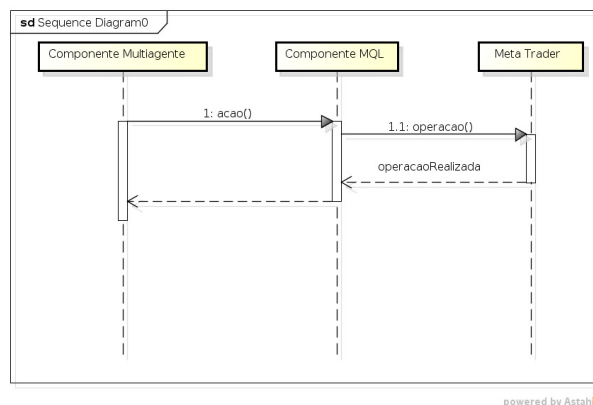 sd Sequence Diagram0
Componente Multiagente
Componente MQL
Meta Trader
1: acao()
1.1: operacao()
operacaoRealizada
powered by Astah